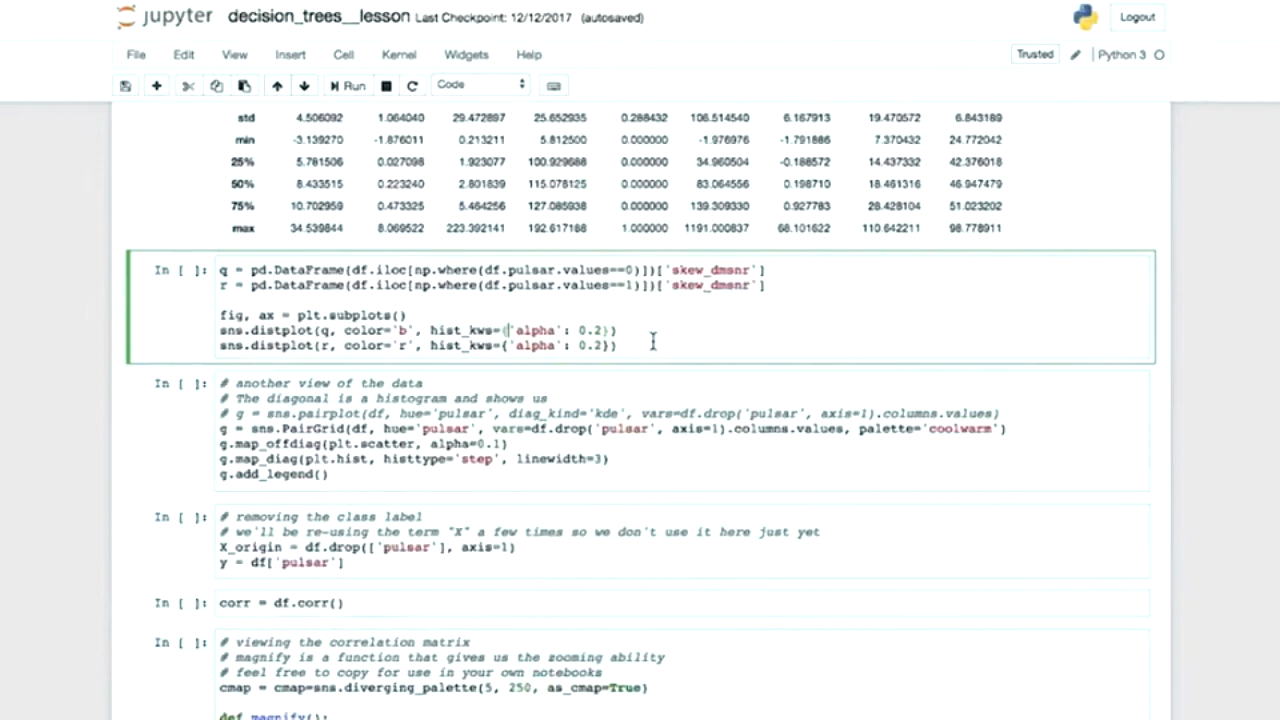 jupyter decision_trees__lesson Last Checkpoint: 12/12/2017 (autosaved) Logout
File Edit View Insert Cell Kernel Widgets Help Trusted Python 3
Run Code
std 4.506092 1.064040 29.472897 25.652935 0.288432 106.514540 6.167913 19.470572 6.843189
min -3.139270 -1.876011 0.213211 5.812500 0.000000 -1.976976 -1.791886 7.370432 24.772042
25% 5.781506 0.027098 1.923077 100.929688 0.000000 34.960504 -0.188572 14.437332 42.376018
50% 8.433515 0.223240 2.801839 115.078125 0.000000 83.064556 0.198710 18.461316 46.947479
75% 10.702959 0.473325 5.464256 127.085938 0.000000 139.309330 0.927783 28.428104 51.023202
max 34.539844 8.069522 223.392141 192.617188 1.000000 1191.000837 68.101622 110.642211 98.778911
In [ ]: q = pd.DataFrame(df.iloc[np.where(df.pulsar.values==0)])['skew_dmsnr']
r = pd.DataFrame(df.iloc[np.where(df.pulsar.values==1)])['skew_dmsnr']
fig, ax = plt.subplots()
sns.distplot(q, color='b', hist_kws={'alpha': 0.2})
sns.distplot(r, color='r', hist_kws={'alpha': 0.2})
In [ ]: # another view of the data
# The diagonal is a histogram and shows us
# g = sns.pairplot(df, hue='pulsar', diag_kind='kde', vars=df.drop('pulsar', axis=1).columns.values)
g = sns.PairGrid(df, hue='pulsar', vars=df.drop('pulsar', axis=1).columns.values, palette='coolwarm')
g.map_offdiag(plt.scatter, alpha=0.1)
g.map_diag(plt.hist, histtype='step', linewidth=3)
g.add_legend()
In [ ]: # removing the class label
# we'll be re-using the term "X" a few times so we don't use it here just yet
X_origin = df.drop(['pulsar'], axis=1)
y = df['pulsar']
In [ ]: corr = df.corr()
In [ ]: # viewing the correlation matrix
# magnify is a function that gives us the zooming ability
# feel free to copy for use in your own notebooks
cmap = cmap=sns.diverging_palette(5, 250, as_cmap=True)
def magnify():